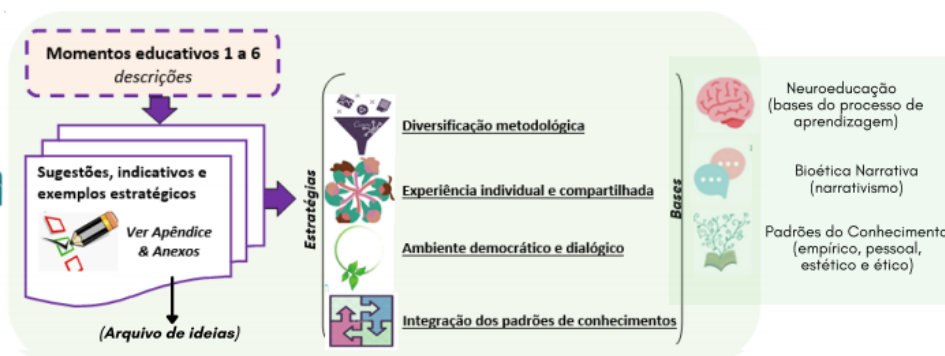 Momentos educativos 1 a 6
descrições
Sugestões, indicativos e
exemplos estratégicos
Ver Apêndice
& Anexos
(Arquivo de ideias)
Estratégias
Diversificação metodológica
Experiência individual e compartilhada
Ambiente democrático e dialógico
Integração dos padrões de conhecimentos
Bases
Neuroeducação
(bases do processo de
aprendizagem)
Bioética Narrativa
(narrativismo)
Padrões do Conhecimento
(empírico, pessoal,
estético e ético)